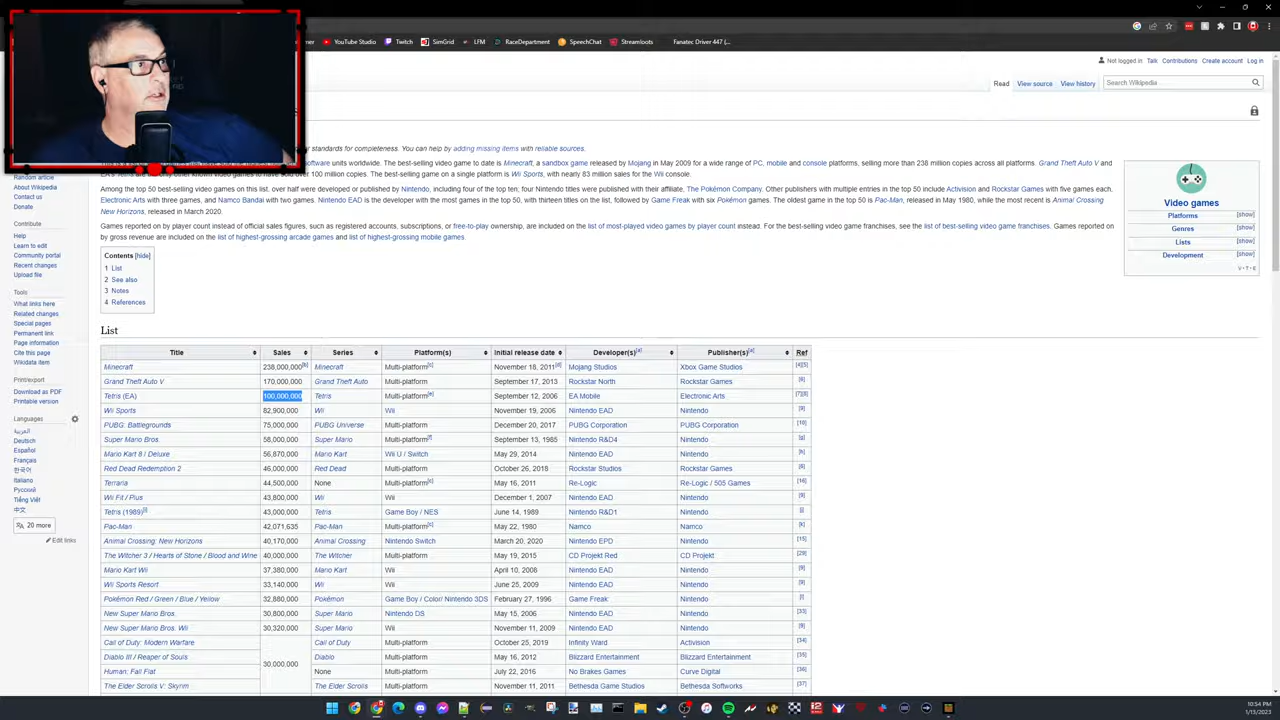 YouTube Studio
Twitch
SimGrid
LFM
RaceDepartment
SpeechChat
Streamloots
Fanatec Driver 447 (...
Not logged in Talk Contributions Create account Log in
Read View source View history Search Wikipedia
standards for completeness. You can help by adding missing items with reliable sources.
software units worldwide. The best-selling video game to date is Minecraft, a sandbox game released by Mojang in May 2009 for a wide range of PC, mobile and console platforms, selling more than 238 million copies across all platforms. Grand Theft Auto V and
known video games to have sold over 100 million copies. The best-selling game on a single platform is Wii Sports, with nearly 83 million sales for the Wii console.
Among the top 50 best-selling video games on this list, over half were developed or published by Nintendo, including four of the top ten; four Nintendo titles were published with their affiliate, The Pokémon Company. Other publishers with multiple entries in the top 50 include Activision and Rockstar Games with five games each,
Electronic Arts with three games, and Namco Bandai with two games. Nintendo EAD is the developer with the most games in the top 50, with thirteen titles on the list, followed by Game Freak with six Pokémon games. The oldest game in the top 50 is Pac-Man, released in May 1980, while the most recent is Animal Crossing:
New Horizons, released in March 2020.
Games reported on by player count instead of official sales figures, such as registered accounts, subscriptions, or free-to-play ownership, are included on the list of most-played video games by player count instead. For the best-selling video game franchises, see the list of best-selling video game franchises. Games reported on
by gross revenue are included on the list of highest-grossing arcade games and list of highest-grossing mobile games.
Video games
Platforms [show]
Genres [show]
Lists [show]
Development [show]
V · T · E
Random article
About Wikipedia
Contact us
Donate
Contribute
Help
Learn to edit
Community portal
Recent changes
Upload file
Tools
What links here
Related changes
Special pages
Permanent link
Page information
Cite this page
Wikidata item
Print/export
Download as PDF
Printable version
Languages
العربية
Deutsch
Español
Français
한국어
Italiano
Русский
Tiếng Việt
中文
20 more
Edit links
Contents [hide]
1 List
2 See also
3 Notes
4 References
List
Title Sales Series Platform(s) Initial release date Developer(s)[a] Publisher(s)[a] Ref
Minecraft 238,000,000[b] Minecraft Multi-platform[c] November 18, 2011[d] Mojang Studios Xbox Game Studios [4][5]
Grand Theft Auto V 170,000,000 Grand Theft Auto Multi-platform September 17, 2013 Rockstar North Rockstar Games [6]
Tetris (EA) 100,000,000 Tetris Multi-platform[e] September 12, 2006 EA Mobile Electronic Arts [7][8]
Wii Sports 82,900,000 Wii Wii November 19, 2006 Nintendo EAD Nintendo [9]
PUBG: Battlegrounds 75,000,000 PUBG Universe Multi-platform December 20, 2017 PUBG Corporation PUBG Corporation [10]
Super Mario Bros. 58,000,000 Super Mario Multi-platform[f] September 13, 1985 Nintendo R&D4 Nintendo [g]
Mario Kart 8 / Deluxe 56,870,000 Mario Kart Wii U / Switch May 29, 2014 Nintendo EAD Nintendo [h]
Red Dead Redemption 2 46,000,000 Red Dead Multi-platform October 26, 2018 Rockstar Studios Rockstar Games [6]
Terraria 44,500,000 None Multi-platform[c] May 16, 2011 Re-Logic Re-Logic / 505 Games [16]
Wii Fit / Plus 43,800,000 Wii Wii December 1, 2007 Nintendo EAD Nintendo [9]
Tetris (1989)[i] 43,000,000 Tetris Game Boy / NES June 14, 1989 Nintendo R&D1 Nintendo [j]
Pac-Man 42,071,635 Pac-Man Multi-platform[c] May 22, 1980 Namco Namco [k]
Animal Crossing: New Horizons 40,170,000 Animal Crossing Nintendo Switch March 20, 2020 Nintendo EPD Nintendo [15]
The Witcher 3 / Hearts of Stone / Blood and Wine 40,000,000 The Witcher Multi-platform May 19, 2015 CD Projekt Red CD Projekt [29]
Mario Kart Wii 37,380,000 Mario Kart Wii April 10, 2008 Nintendo EAD Nintendo [9]
Wii Sports Resort 33,140,000 Wii Wii June 25, 2009 Nintendo EAD Nintendo [9]
Pokémon Red / Green / Blue / Yellow 32,880,000 Pokémon Game Boy / Color/ Nintendo 3DS February 27, 1996 Game Freak Nintendo [l]
New Super Mario Bros. 30,800,000 Super Mario Nintendo DS May 15, 2006 Nintendo EAD Nintendo [33]
New Super Mario Bros. Wii 30,320,000 Super Mario Wii November 11, 2009 Nintendo EAD Nintendo [9]
Call of Duty: Modern Warfare 30,000,000 Call of Duty Multi-platform October 25, 2019 Infinity Ward Activision [34]
Diablo III / Reaper of Souls Diablo Multi-platform May 16, 2012 Blizzard Entertainment Blizzard Entertainment [35]
Human: Fall Flat None Multi-platform July 22, 2016 No Brakes Games Curve Digital [36]
The Elder Scrolls V: Skyrim The Elder Scrolls Multi-platform November 11, 2011 Bethesda Game Studios Bethesda Softworks [37]
10:54 PM
1/13/2023